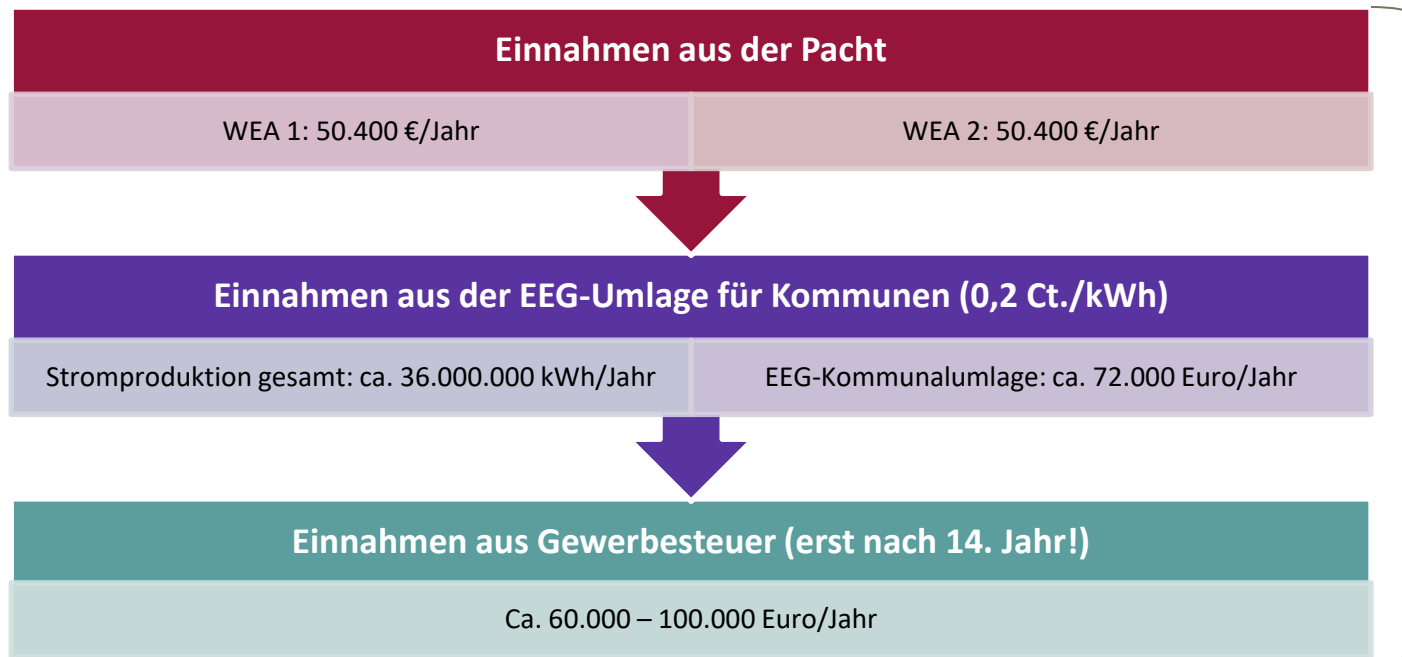 Einnahmen aus der Pacht
WEA 1: 50.400 €/Jahr
WEA 2: 50.400 €/Jahr
Einnahmen aus der EEG-Umlage für Kommunen (0,2 Ct./kWh)
Stromproduktion gesamt: ca. 36.000.000 kWh/Jahr
EEG-Kommunalumlage: ca. 72.000 Euro/Jahr
Einnahmen aus Gewerbesteuer (erst nach 14. Jahr!)
Ca. 60.000 – 100.000 Euro/Jahr